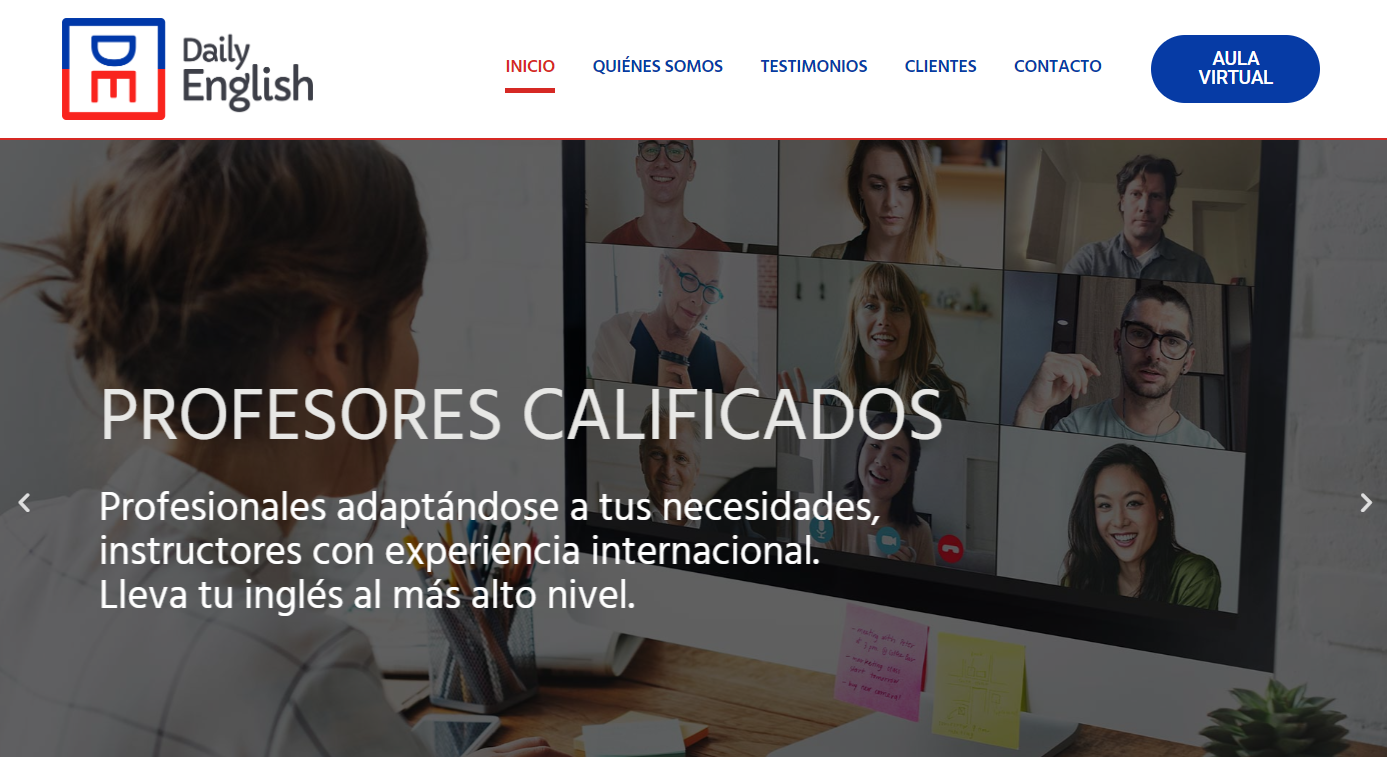 DE
Daily
English
INICIO
QUIÉNES SOMOS
TESTIMONIOS
CLIENTES
CONTACTO
AULA
VIRTUAL
PROFESORES CALIFICADOS
Profesionales adaptándose a tus necesidades,
instructores con experiencia internacional.
Lleva tu inglés al más alto nivel.